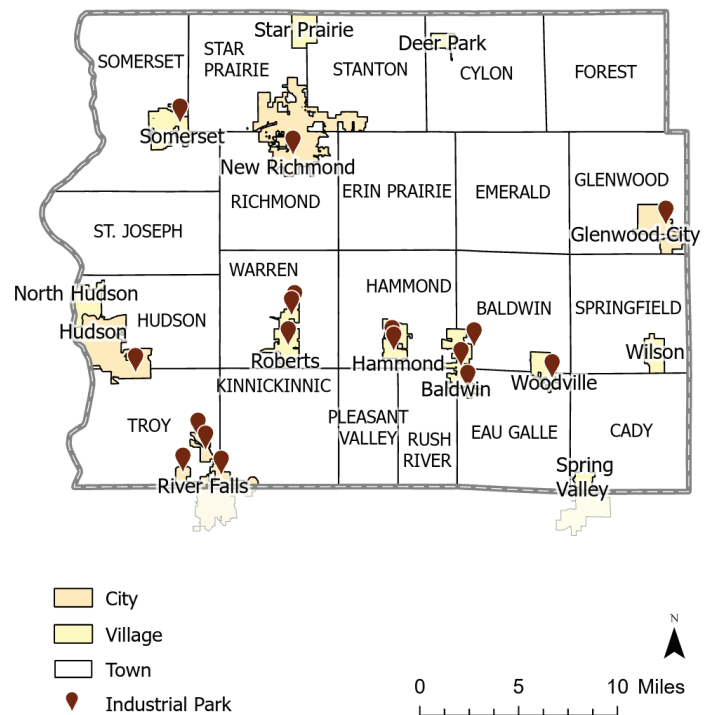 Star Prairie
Deer Park
SOMERSET
STAR
PRAIRIE
STANTON
CYLON
FOREST
Somerset
New Richmond
RICHMOND
ERIN PRAIRIE
EMERALD
GLENWOOD
ST. JOSEPH
Glenwood City
WARREN
HAMMOND
North Hudson
BALDWIN
SPRINGFIELD
Hudson
HUDSON
Roberts
Hammond
Wilson
KINNICKINNIC
Baldwin
Woodville
TROY
PLEASANT
VALLEY
RUSH
RIVER
EAU GALLE
CADY
River Falls
Spring
Valley
City
Village
Town
Industrial Park
N
0 5 10 Miles